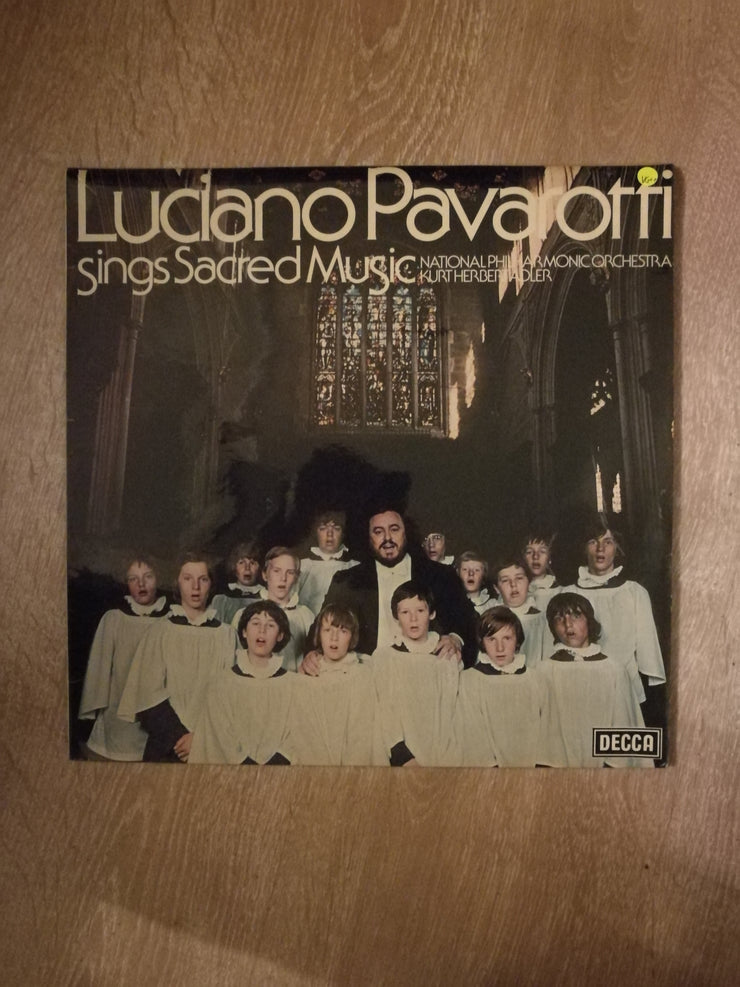 Luciano Pavarotti
sings Sacred Music
NATIONAL PHILHARMONIC ORCHESTRA
KURT HERBERT ADLER
DECCA